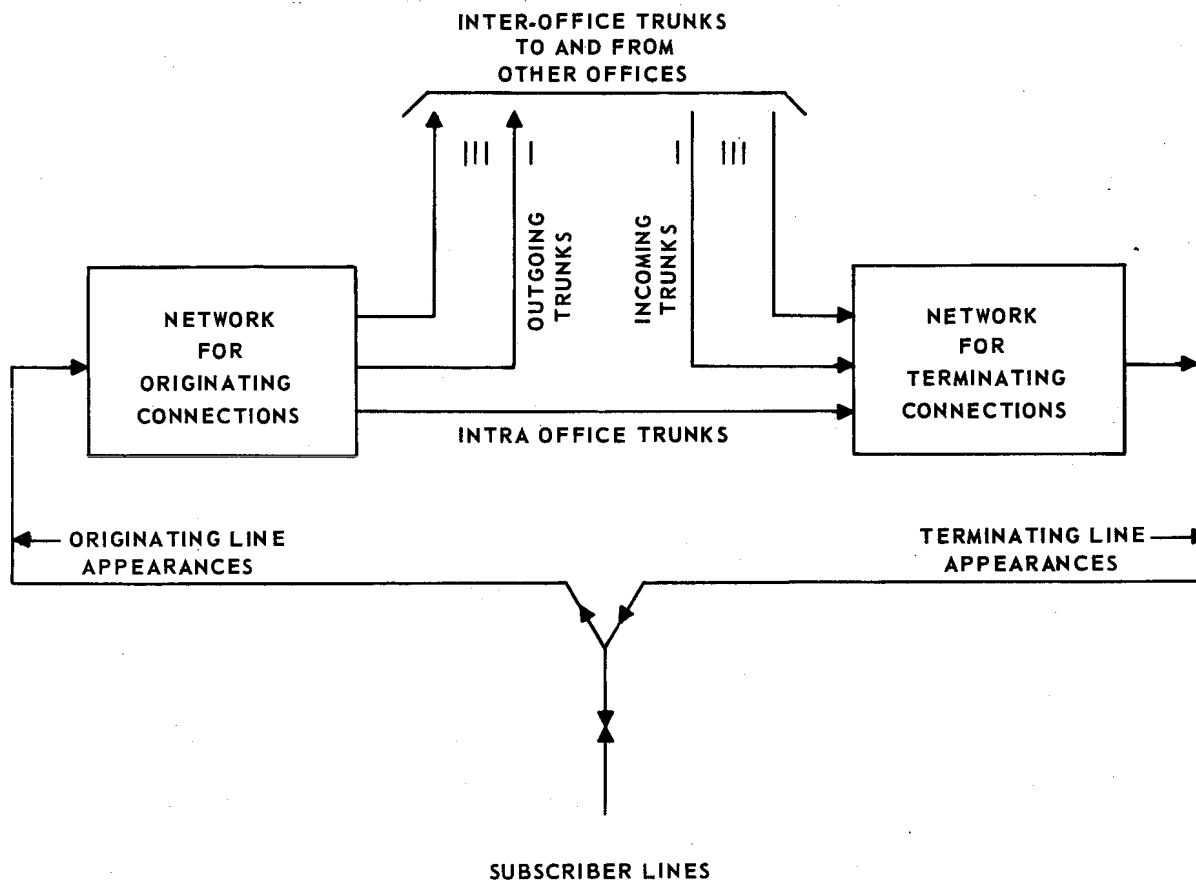 INTER-OFFICE TRUNKS
TO AND FROM
OTHER OFFICES
OUTGOING
TRUNKS
INCOMING
TRUNKS
NETWORK
FOR
ORIGINATING
CONNECTIONS
NETWORK
FOR
TERMINATING
CONNECTIONS
INTRA OFFICE TRUNKS
ORIGINATING LINE
APPEARANCES
TERMINATING LINE
APPEARANCES
SUBSCRIBER LINES